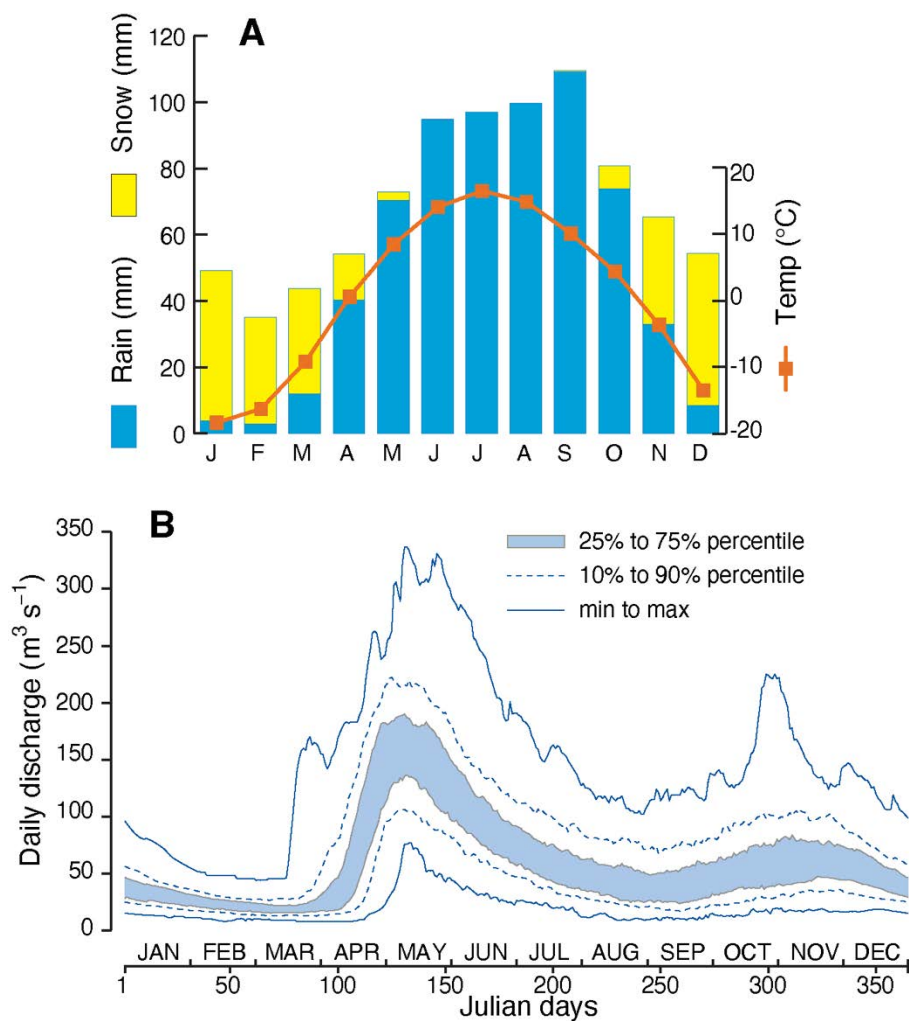 A
Snow (mm)
Rain (mm)
120
100
80
60
40
20
0
20
10
0
-10
-20
Temp (°C)
J F M A M J J A S O N D
B
Daily discharge (m³ s⁻¹)
350
300
250
200
150
100
50
0
25% to 75% percentile
10% to 90% percentile
min to max
JAN FEB MAR APR MAY JUN JUL AUG SEP OCT NOV DEC
1 50 100 150 200 250 300 350
Julian days